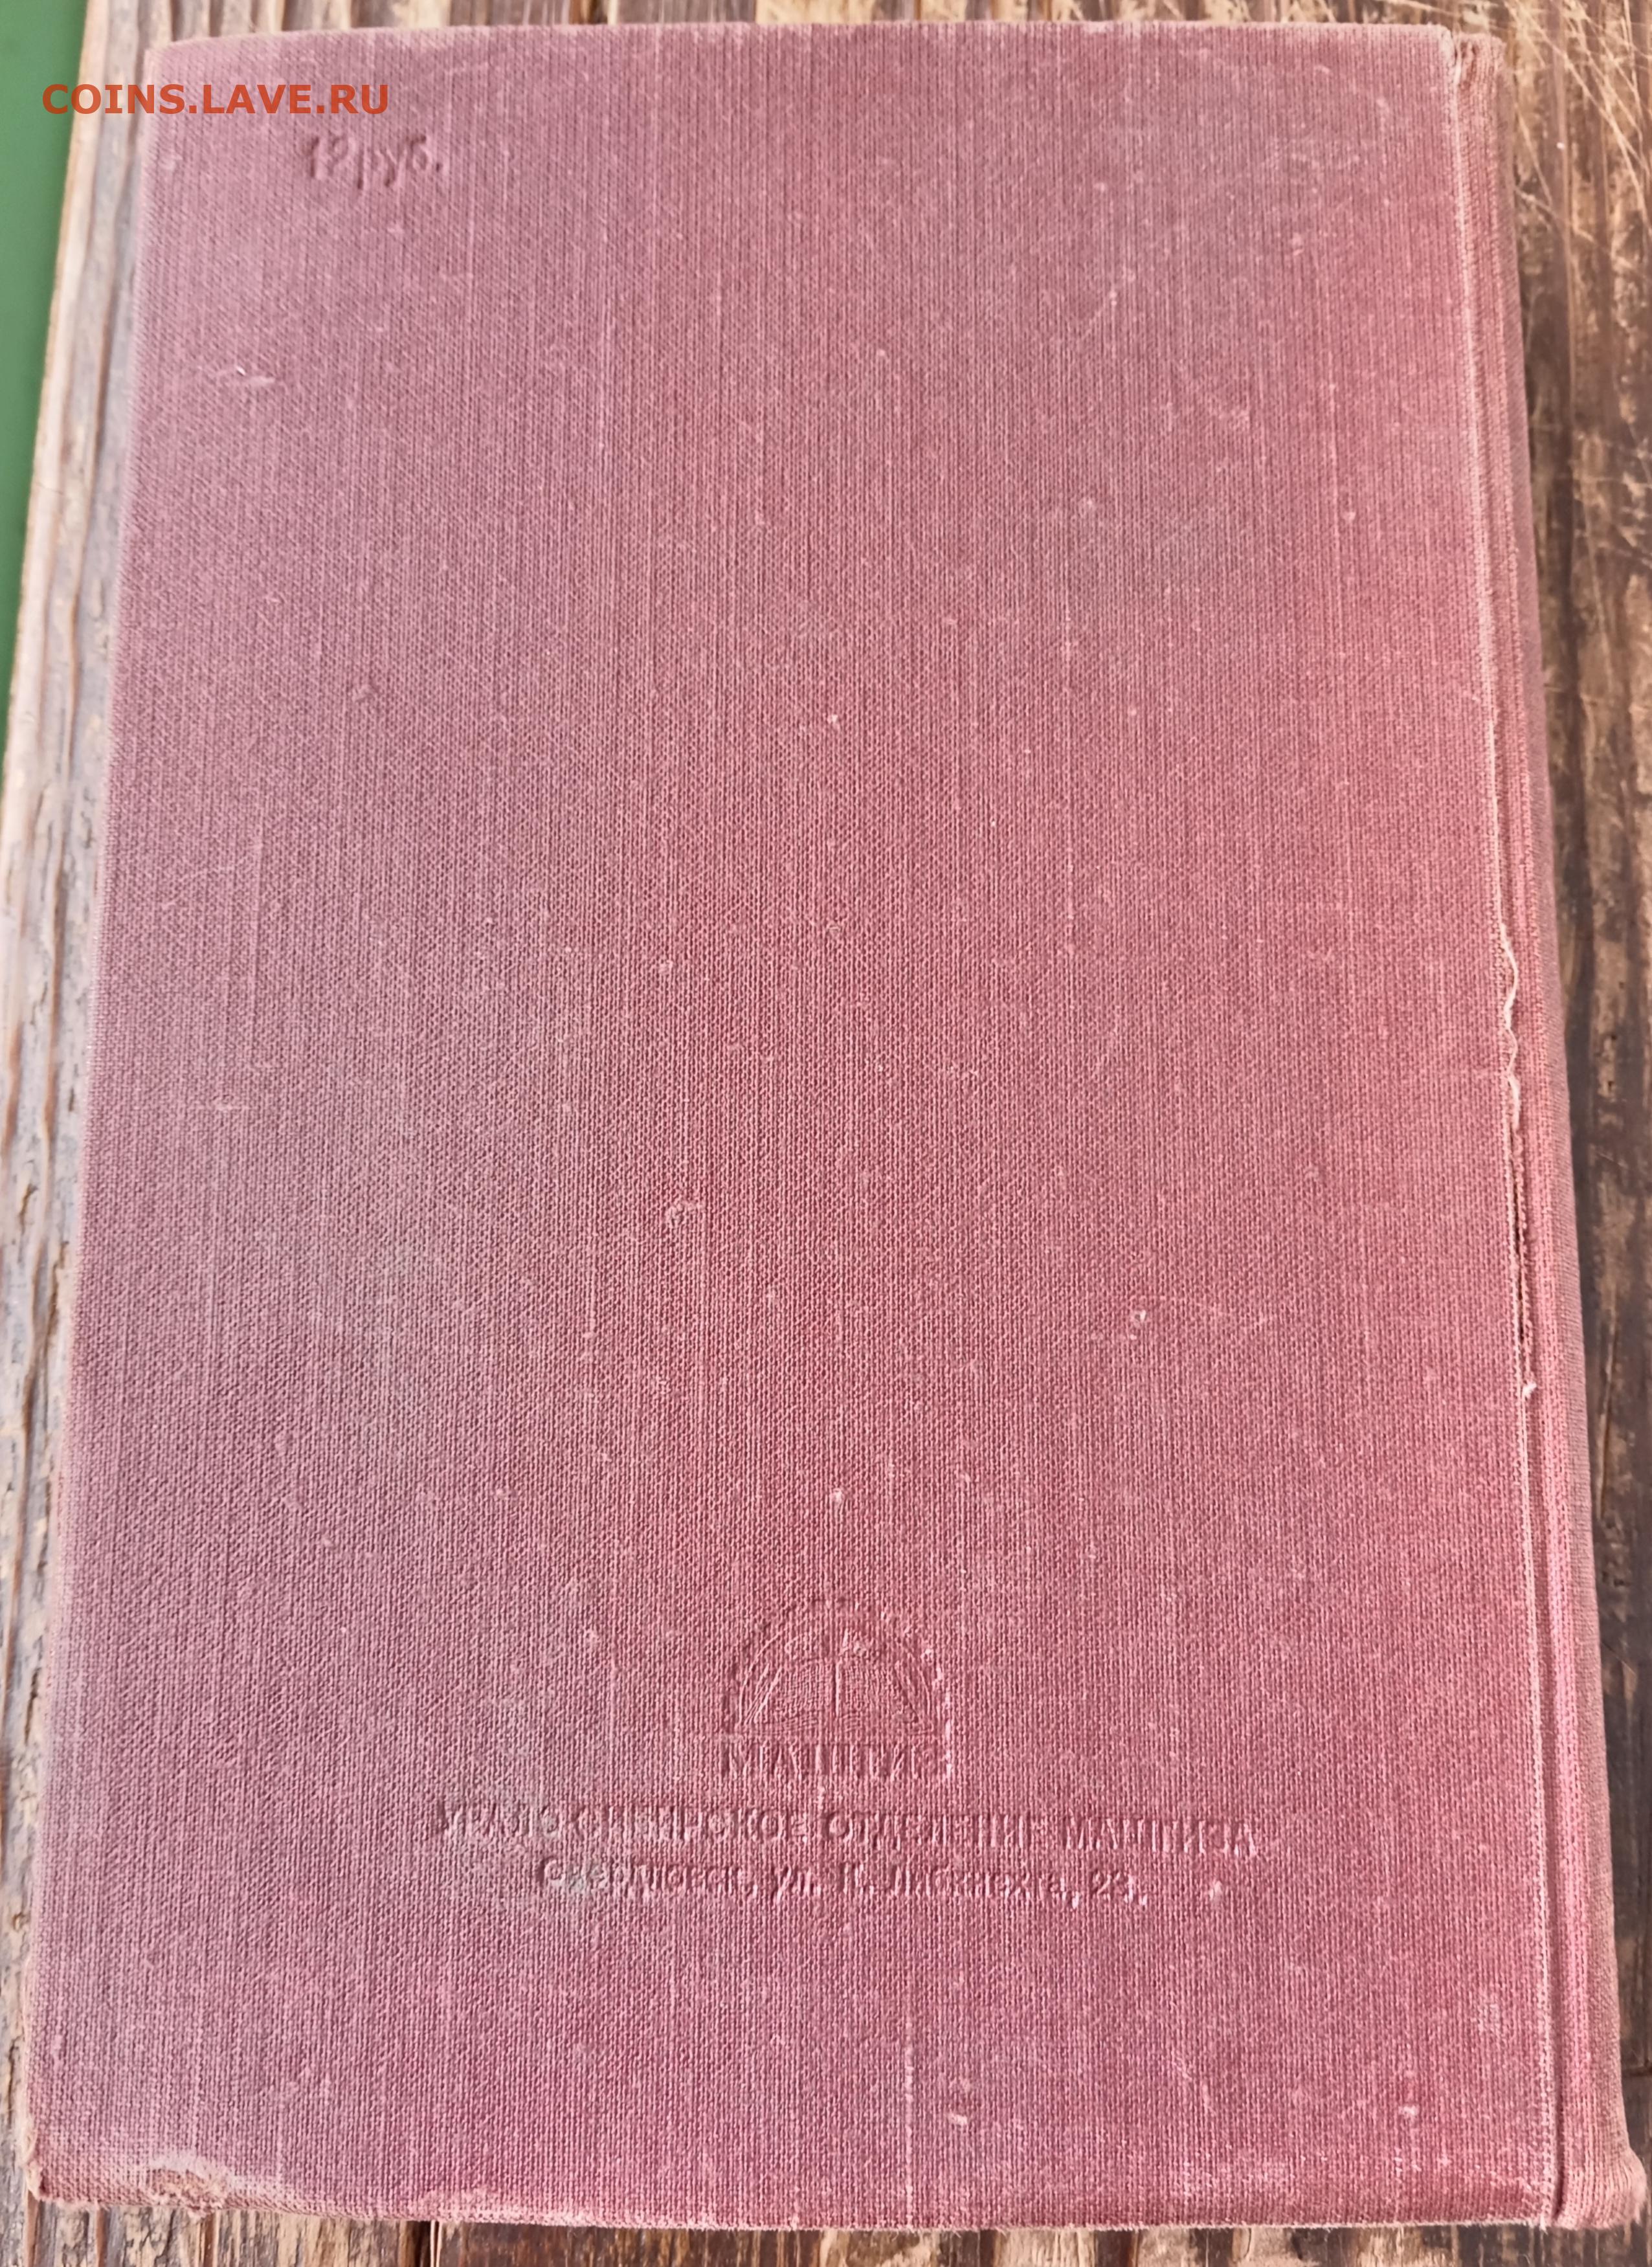 COINS.LAVE.RU
12 руб.
МАШГИЗ
УРАЛО-СИБИРСКОЕ ОТДЕЛЕНИЕ МАШГИЗА
Свердловск, ул. К. Либкнехта, 23.